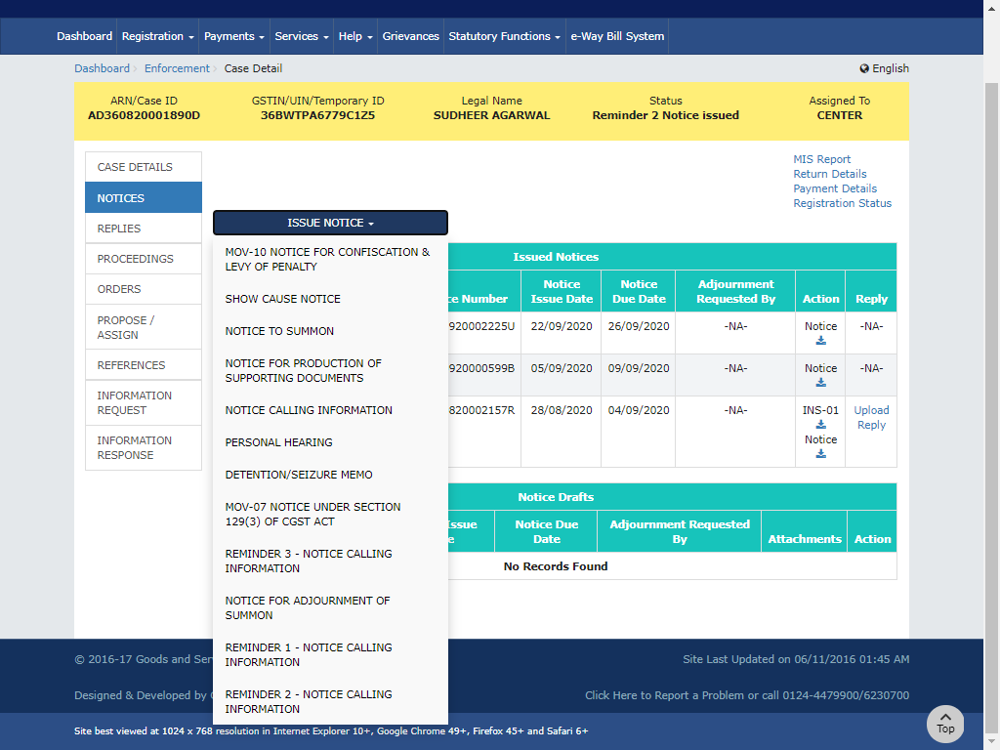 Dashboard Registration Payments Services Help Grievances Statutory Functions e-Way Bill System
Dashboard › Enforcement › Case Detail English
ARN/Case ID GSTIN/UIN/Temporary ID Legal Name Status Assigned To
AD360820001890D 36BWTPA6779C1Z5 SUDHEER AGARWAL Reminder 2 Notice issued CENTER
CASE DETAILS
NOTICES
REPLIES
PROCEEDINGS
ORDERS
PROPOSE /
ASSIGN
REFERENCES
INFORMATION
REQUEST
INFORMATION
RESPONSE
MIS Report
Return Details
Payment Details
Registration Status
ISSUE NOTICE
MOV-10 NOTICE FOR CONFISCATION &
LEVY OF PENALTY
SHOW CAUSE NOTICE
NOTICE TO SUMMON
NOTICE FOR PRODUCTION OF
SUPPORTING DOCUMENTS
NOTICE CALLING INFORMATION
PERSONAL HEARING
DETENTION/SEIZURE MEMO
MOV-07 NOTICE UNDER SECTION
129(3) OF CGST ACT
REMINDER 3 - NOTICE CALLING
INFORMATION
NOTICE FOR ADJOURNMENT OF
SUMMON
REMINDER 1 - NOTICE CALLING
INFORMATION
REMINDER 2 - NOTICE CALLING
INFORMATION
Issued Notices
ce Number Notice Issue Date Notice Due Date Adjournment Requested By Action Reply
920002225U 22/09/2020 26/09/2020 -NA- Notice -NA-
920000599B 05/09/2020 09/09/2020 -NA- Notice -NA-
820002157R 28/08/2020 04/09/2020 -NA- INS-01 Upload
Reply
Notice
Notice Drafts
Issue
e Notice Due Date Adjournment Requested By Attachments Action
No Records Found
© 2016-17 Goods and Ser Site Last Updated on 06/11/2016 01:45 AM
Designed & Developed by Click Here to Report a Problem or call 0124-4479900/6230700
Site best viewed at 1024 x 768 resolution in Internet Explorer 10+, Google Chrome 49+, Firefox 45+ and Safari 6+
Top